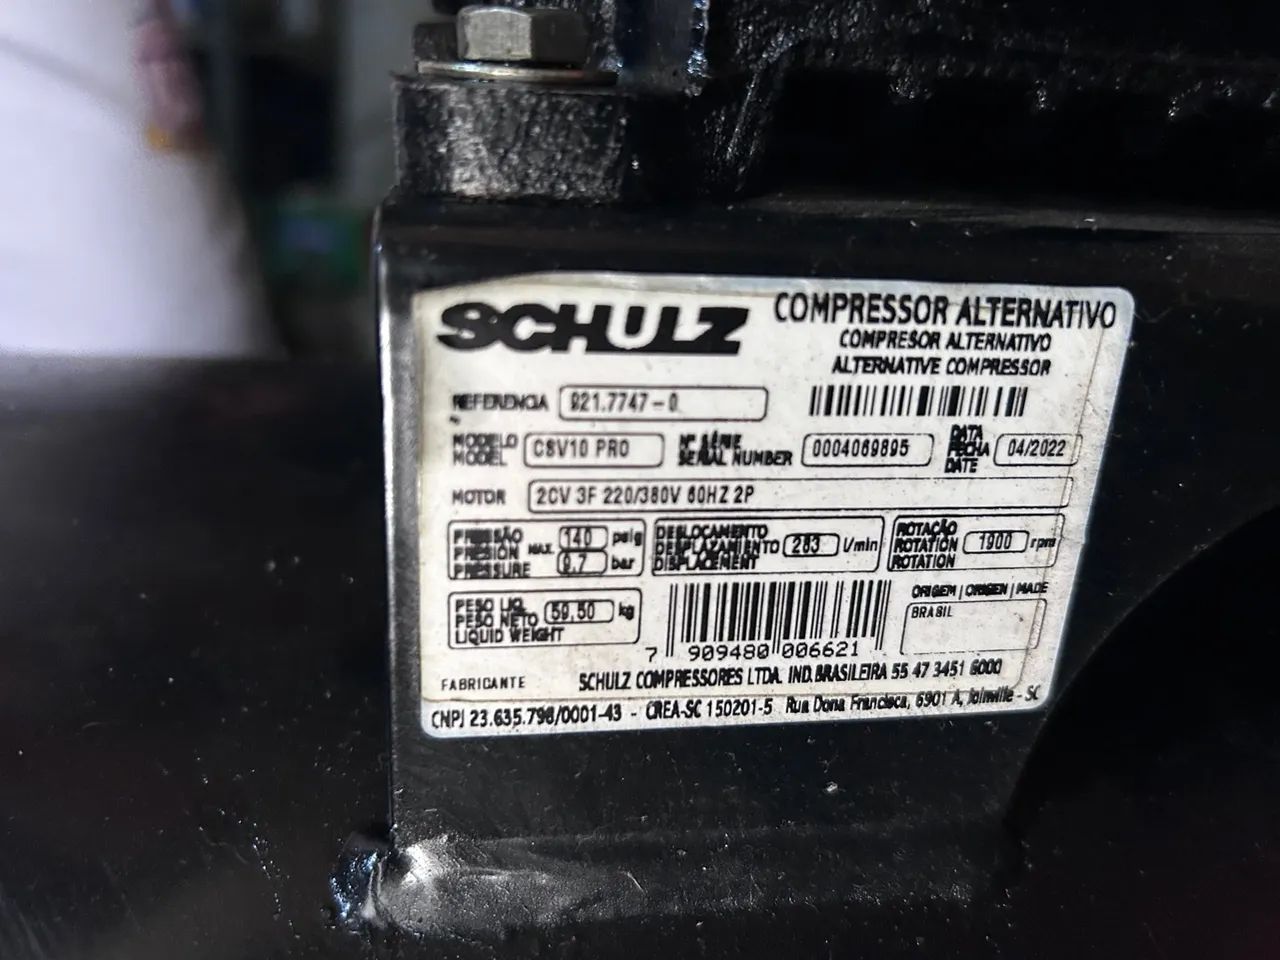 SCHULZ
COMPRESSOR ALTERNATIVO
COMPRESOR ALTERNATIVO
ALTERNATIVE COMPRESSOR
REFERENCIA 921.7747-0
MODELO
MODEL
CSV10 PRO
Nº SÉRIE
SERIAL NUMBER
0004069895
DATA
FECHA
DATE
04/2022
MOTOR 2CV 3F 220/380V 60HZ 2P
PRESSÃO
PRESIÓN
PRESSURE
MAX.
140 psig
9.7 bar
DESLOCAMENTO
DESPLAZAMIENTO
DISPLACEMENT
283 l/min
ROTAÇÃO
ROTATION
ROTATION
1900 rpm
PESO LIQ.
PESO NETO
LIQUID WEIGHT
59,50 kg
7 909480 006621
ORIGEM | ORIGEN | MADE
BRASIL
FABRICANTE
SCHULZ COMPRESSORES LTDA. IND. BRASILEIRA 55 47 3451 6000
CNPJ 23.635.798/0001-43 - CREA-SC 150201-5 Rua Dona Francisca, 6901 A, Joinville - SC